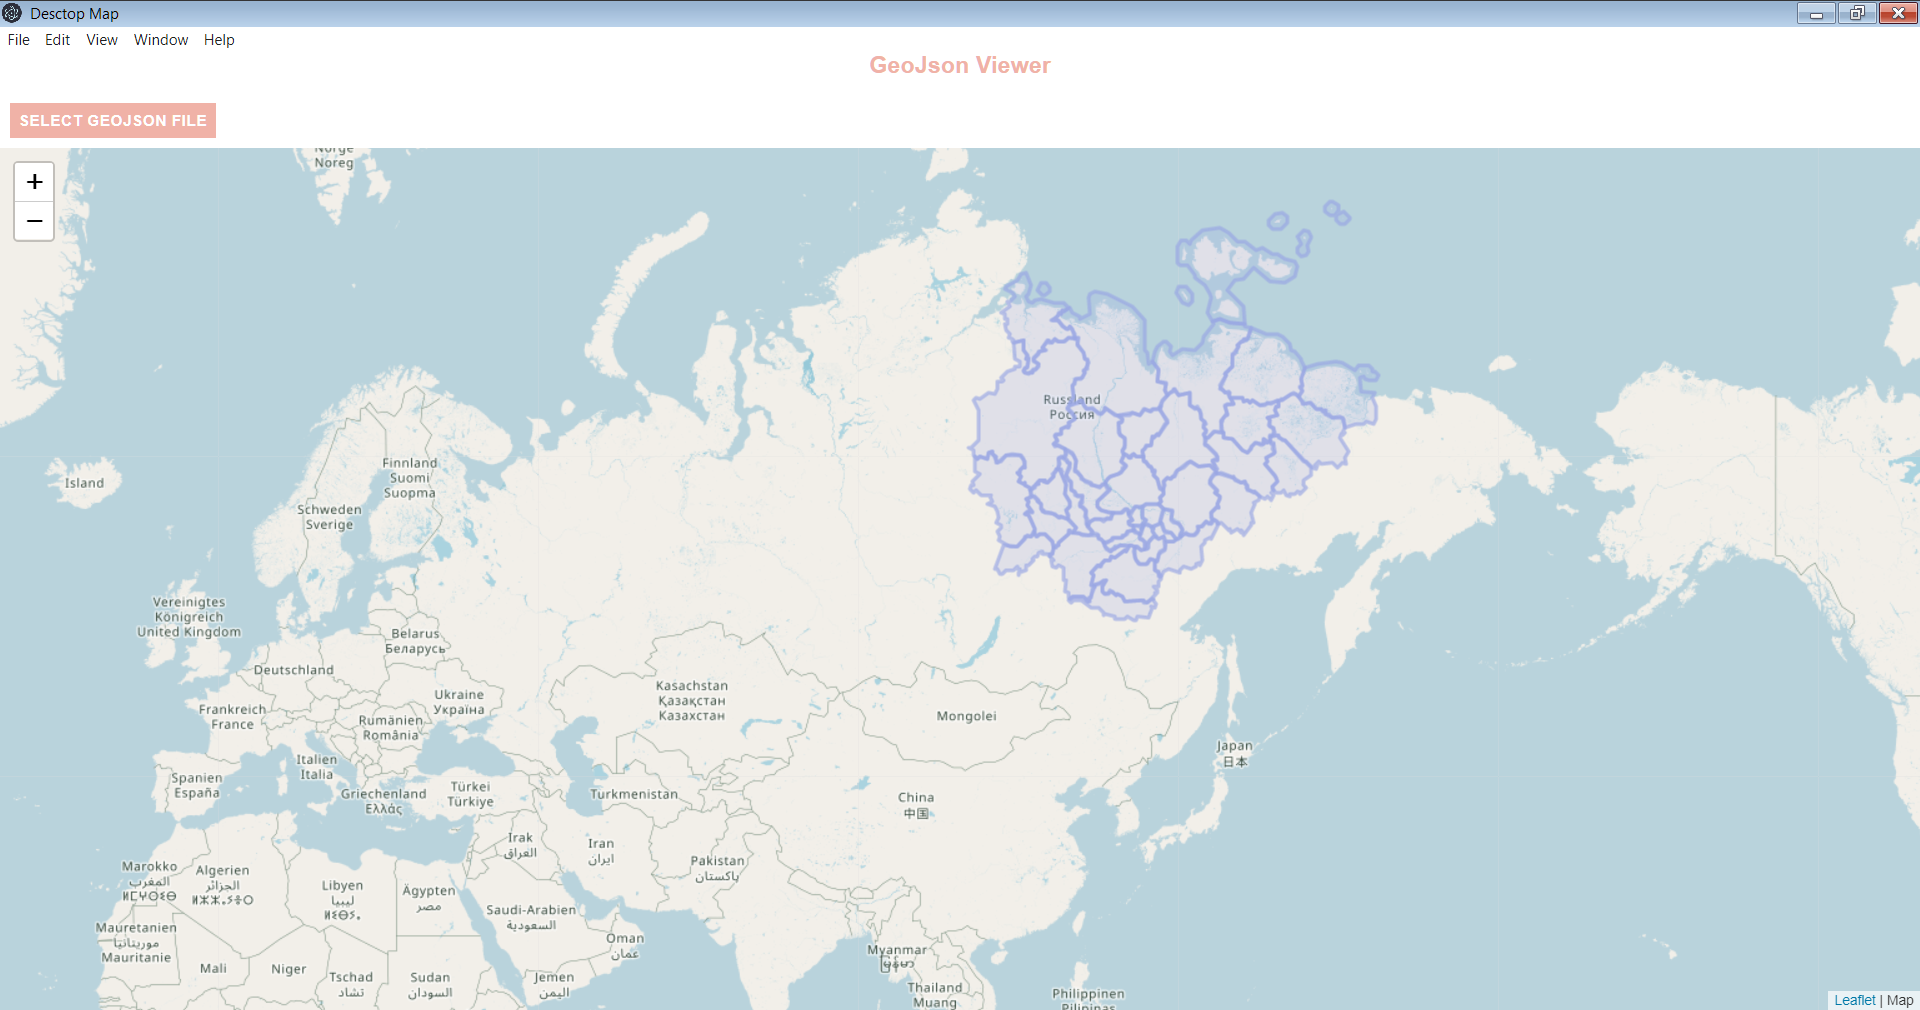 Desctop Map
File Edit View Window Help
GeoJson Viewer
SELECT GEOJSON FILE
+
−
Norge
Noreg
Russland
Россия
Island
Finnland
Suomi
Suopma
Schweden
Sverige
Vereinigtes
Königreich
United Kingdom
Belarus
Беларусь
Deutschland
Ukraine
Україна
Kasachstan
Қазақстан
Казахстан
Frankreich
France
Rumänien
România
Mongolei
Italien
Italia
Japan
日本
Spanien
España
Griechenland
Ελλάς
Türkei
Türkiye
Turkmenistan
China
中国
Irak
العراق
Iran
ایران
Pakistan
پاکستان
Marokko
المغرب
ⵍⵎⵖⵔⵉⴱ
Algerien
الجزائر
Libyen
ليبيا
Ägypten
مصر
Saudi-Arabien
السعودية
Oman
عمان
Mauretanien
موريتانيا
Mauritanie
Mali
Niger
Tschad
تشاد
Sudan
السودان
Jemen
اليمن
Myanmar
Thailand
Muang
Philippinen
Pilipinas
Leaflet | Map